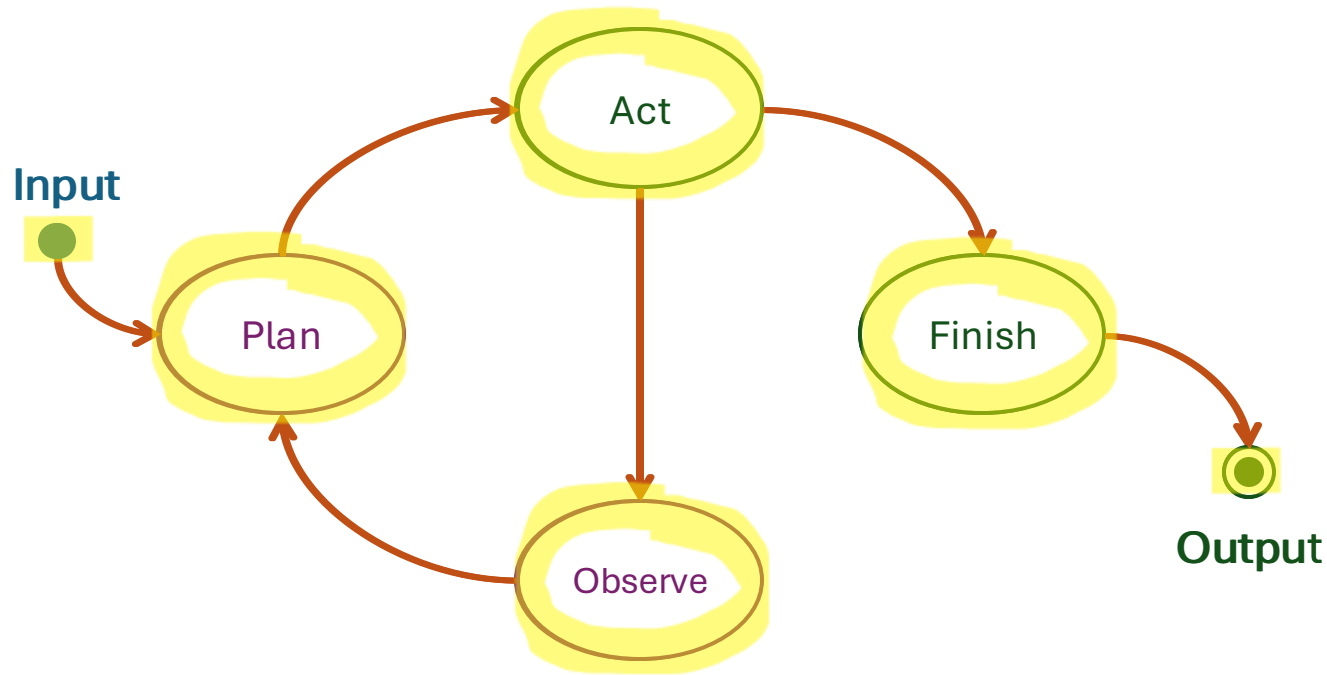 Input
Plan
Act
Observe
Finish
Output